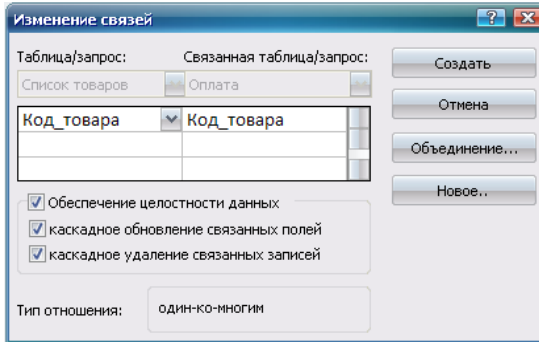 Изменение связей
Таблица/запрос: Связанная таблица/запрос:
Список товаров Оплата
Код_товара Код_товара
Обеспечение целостности данных
каскадное обновление связанных полей
каскадное удаление связанных записей
Тип отношения: один-ко-многим
Создать
Отмена
Объединение...
Новое..